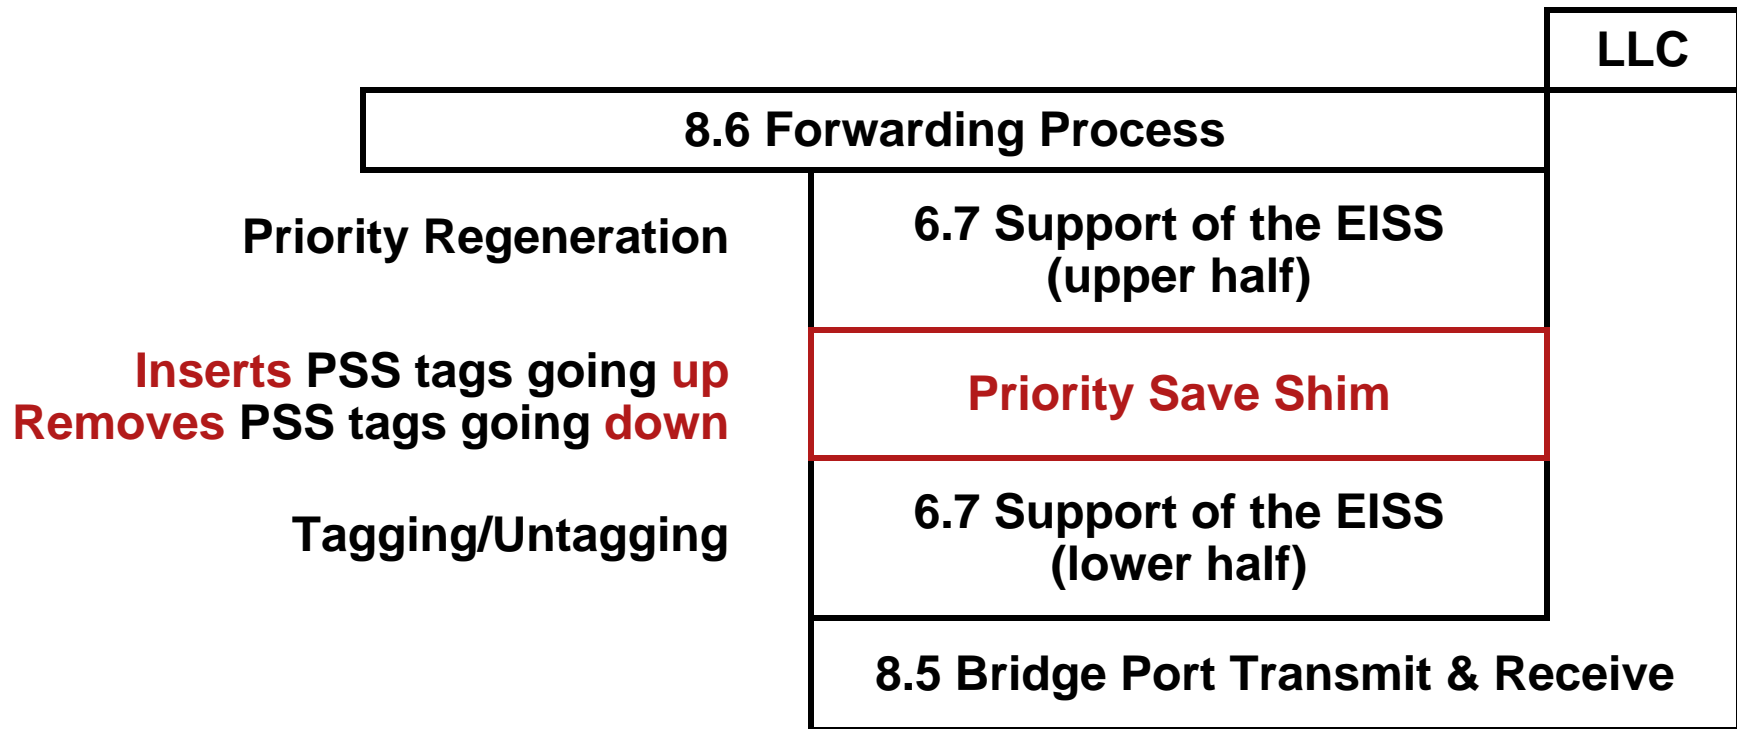 LLC
8.6 Forwarding Process
Priority Regeneration
6.7 Support of the EISS
(upper half)
Inserts PSS tags going up
Removes PSS tags going down
Priority Save Shim
Tagging/Untagging
6.7 Support of the EISS
(lower half)
8.5 Bridge Port Transmit & Receive